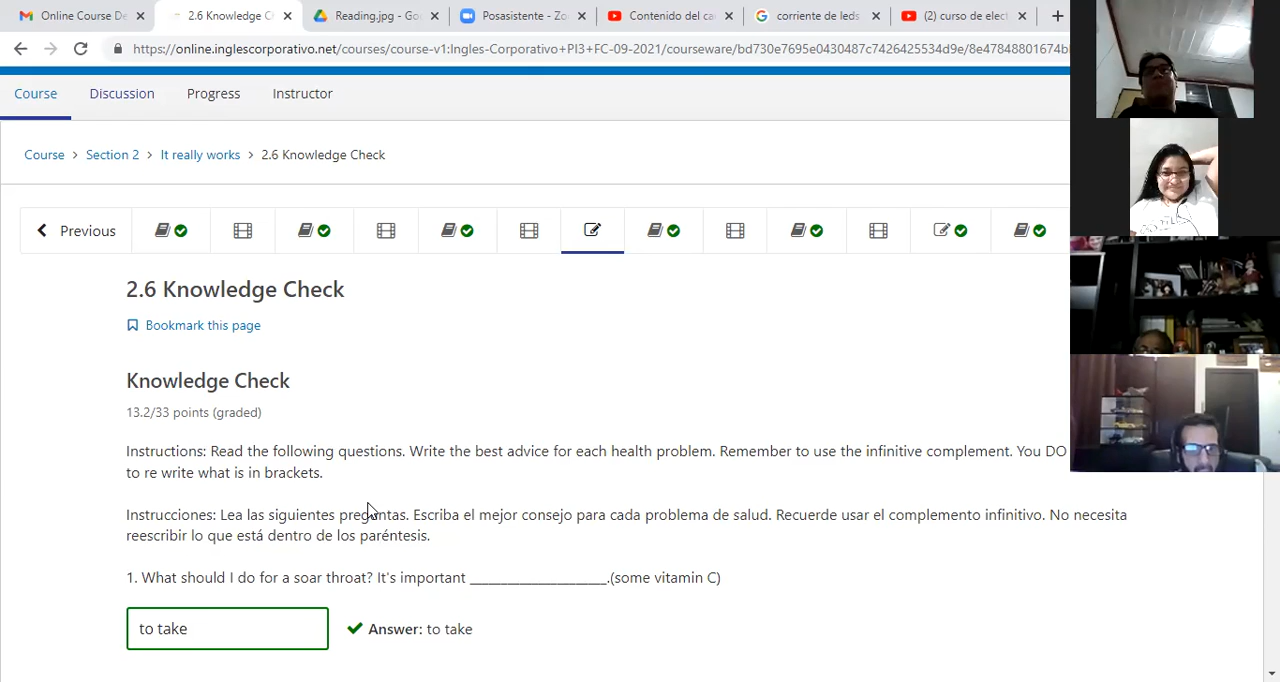 Online Course De
2.6 Knowledge C
Reading.jpg - Go
Posasistente - Zo
Contenido del ca
corriente de leds
(2) curso de elect
https://online.inglescorporativo.net/courses/course-v1:Ingles-Corporativo+PI3+FC-09-2021/courseware/bd730e7695e0430487c7426425534d9e/8e47848801674b
Course Discussion Progress Instructor
Course > Section 2 > It really works > 2.6 Knowledge Check
Previous
2.6 Knowledge Check
Bookmark this page
Knowledge Check
13.2/33 points (graded)
Instructions: Read the following questions. Write the best advice for each health problem. Remember to use the infinitive complement. You DO
to re write what is in brackets.
Instrucciones: Lea las siguientes preguntas. Escriba el mejor consejo para cada problema de salud. Recuerde usar el complemento infinitivo. No necesita
reescribir lo que está dentro de los paréntesis.
1. What should I do for a soar throat? It's important ________________.(some vitamin C)
to take
Answer: to take